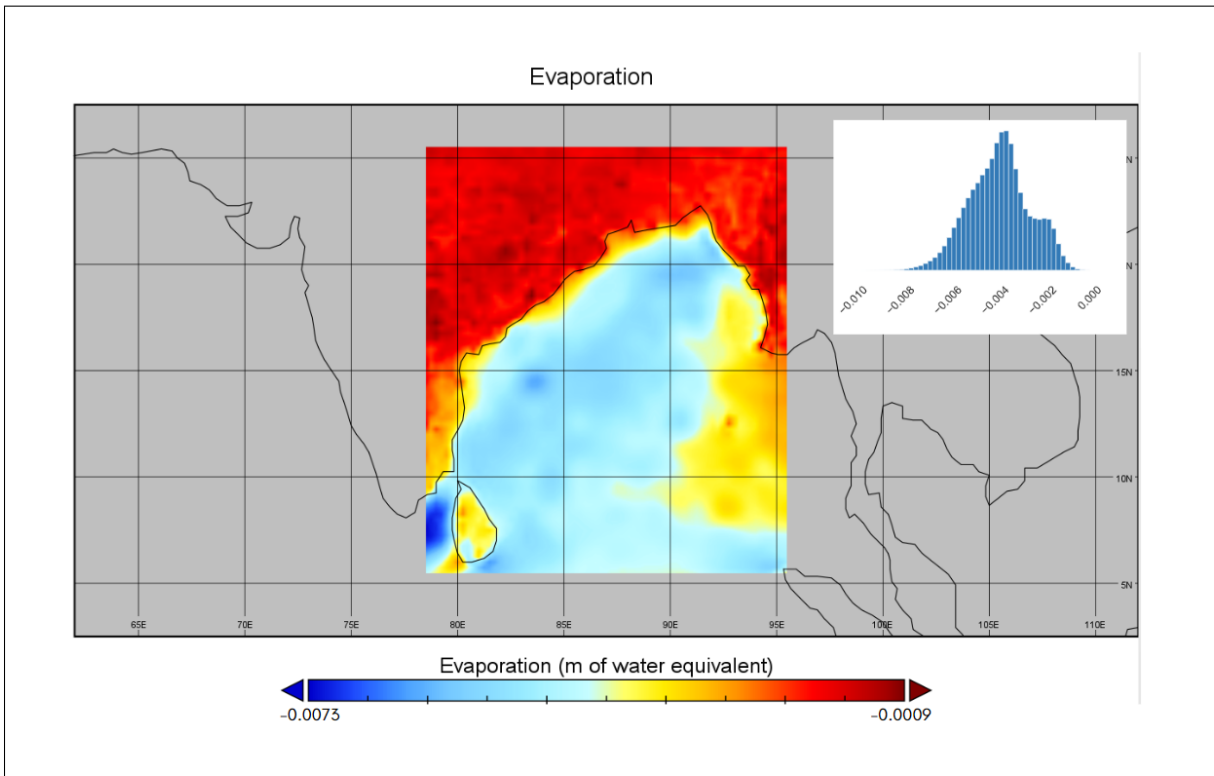 Evaporation
N
N
15N
10N
5N
65E
70E
75E
80E
85E
90E
95E
100E
105E
110E
−0.010
−0.008
−0.006
−0.004
−0.002
0.000
Evaporation (m of water equivalent)
−0.0073
−0.0009